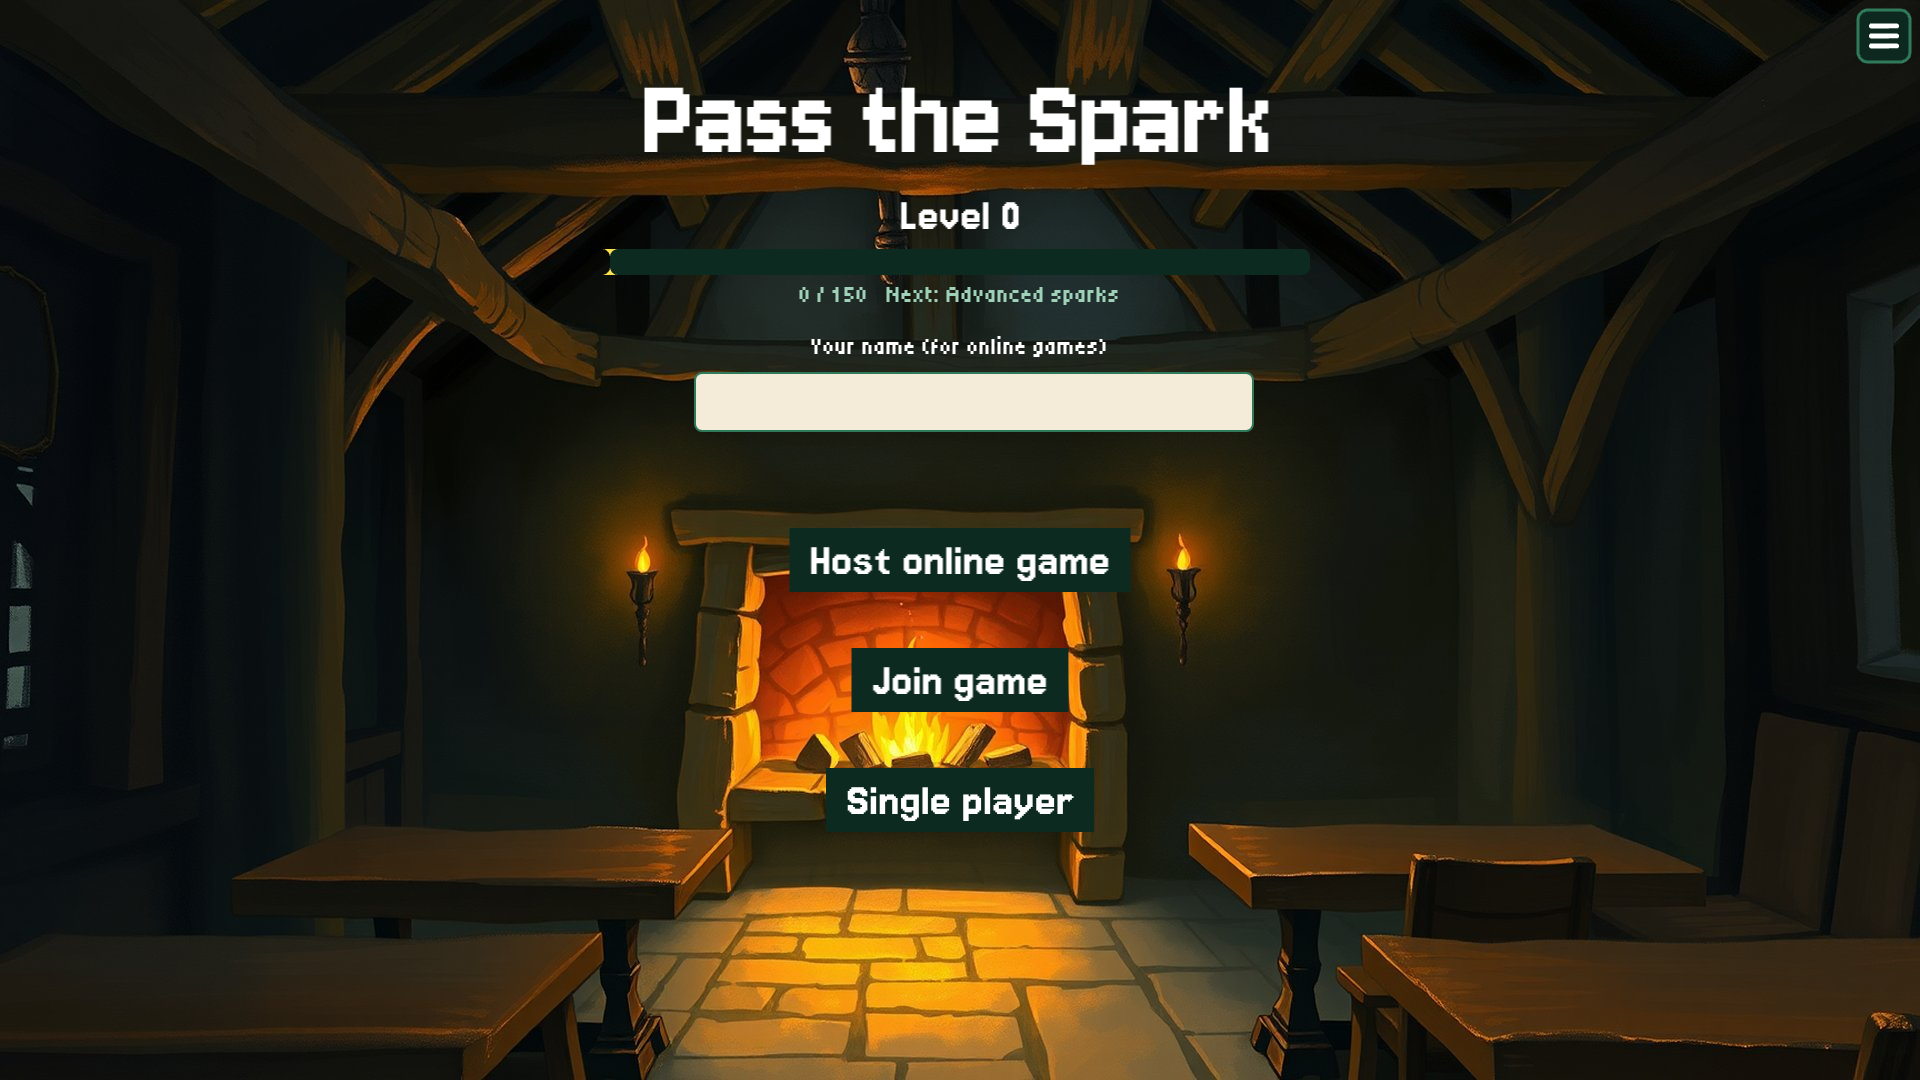 Pass the Spark
Level 0
0 / 150 Next: Advanced sparks
Your name (for online games)
Host online game
Join game
Single player